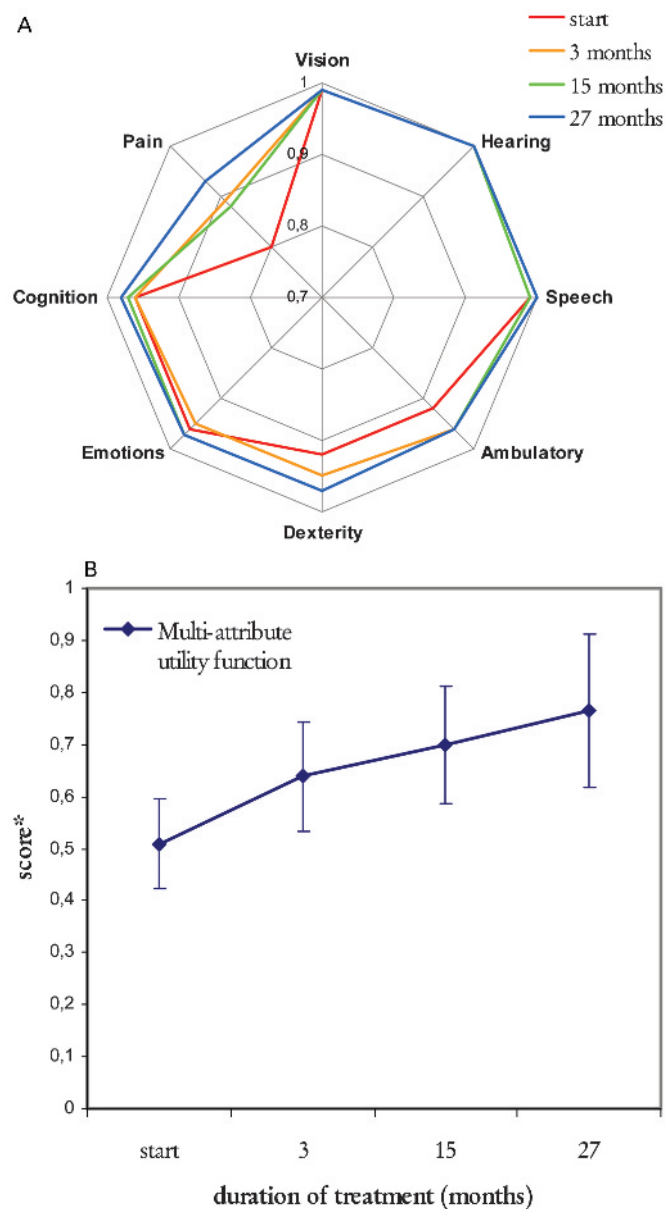 A
start
3 months
15 months
27 months
Vision
1
Pain
Hearing
0,9
0,8
Cognition
0,7
Speech
Emotions
Ambulatory
Dexterity
B
1
Multi-attribute
utility function
0,9
0,8
0,7
0,6
0,5
0,4
0,3
0,2
0,1
0
score*
start
3
15
27
duration of treatment (months)